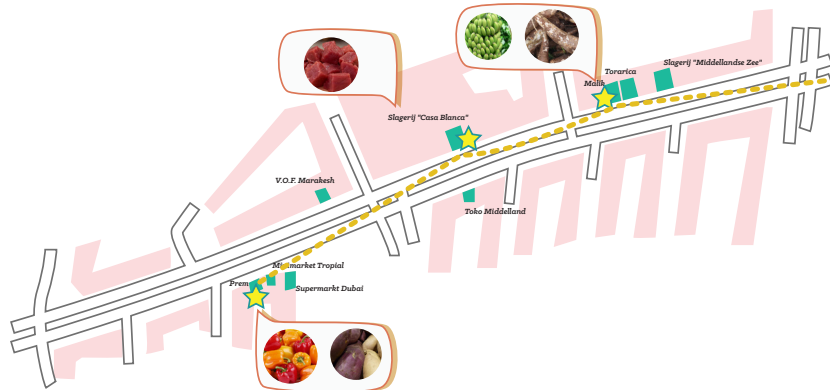 Slagerij "Middellandse Zee"
Torarica
Malik
Slagerij "Casa Blanca"
V.O.F. Marakesh
Toko Middelland
Minimarket Tropial
Prem
Supermarkt Dubai